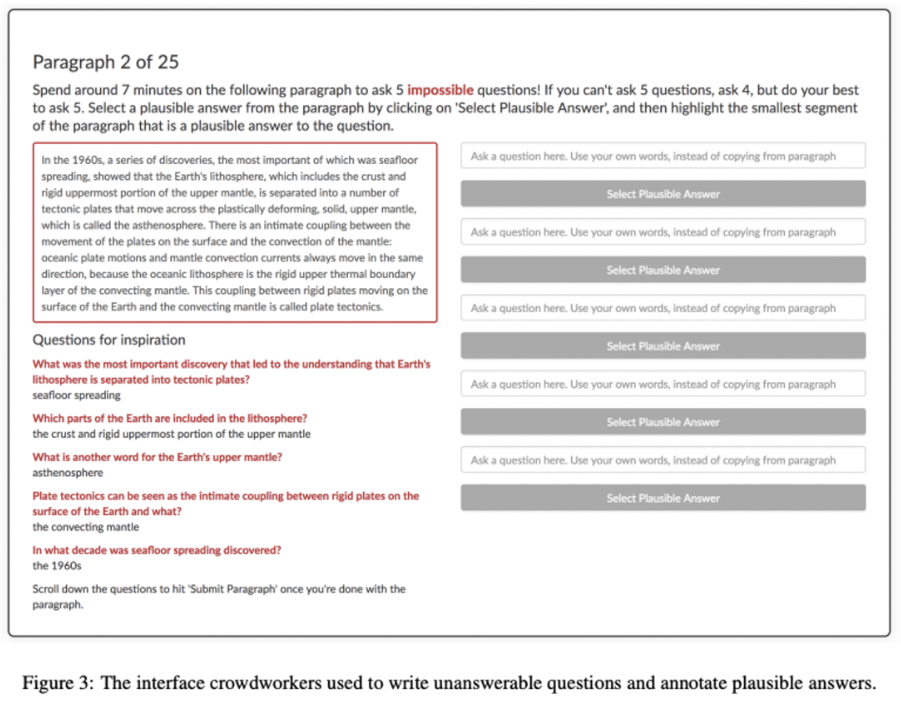 Paragraph 2 of 25
Spend around 7 minutes on the following paragraph to ask 5 impossible questions! If you can't ask 5 questions, ask 4, but do your best
to ask 5. Select a plausible answer from the paragraph by clicking on 'Select Plausible Answer', and then highlight the smallest segment
of the paragraph that is a plausible answer to the question.
In the 1960s, a series of discoveries, the most important of which was seafloor
spreading, showed that the Earth's lithosphere, which includes the crust and
rigid uppermost portion of the upper mantle, is separated into a number of
tectonic plates that move across the plastically deforming, solid, upper mantle,
which is called the asthenosphere. There is an intimate coupling between the
movement of the plates on the surface and the convection of the mantle:
oceanic plate motions and mantle convection currents always move in the same
direction, because the oceanic lithosphere is the rigid upper thermal boundary
layer of the convecting mantle. This coupling between rigid plates moving on the
surface of the Earth and the convecting mantle is called plate tectonics.
Questions for inspiration
What was the most important discovery that led to the understanding that Earth's
lithosphere is separated into tectonic plates?
seafloor spreading
Which parts of the Earth are included in the lithosphere?
the crust and rigid uppermost portion of the upper mantle
What is another word for the Earth's upper mantle?
asthenosphere
Plate tectonics can be seen as the intimate coupling between rigid plates on the
surface of the Earth and what?
the convecting mantle
In what decade was seafloor spreading discovered?
the 1960s
Scroll down the questions to hit 'Submit Paragraph' once you're done with the
paragraph.
Ask a question here. Use your own words, instead of copying from paragraph
Select Plausible Answer
Ask a question here. Use your own words, instead of copying from paragraph
Select Plausible Answer
Ask a question here. Use your own words, instead of copying from paragraph
Select Plausible Answer
Ask a question here. Use your own words, instead of copying from paragraph
Select Plausible Answer
Ask a question here. Use your own words, instead of copying from paragraph
Select Plausible Answer
Figure 3: The interface crowdworkers used to write unanswerable questions and annotate plausible answers.